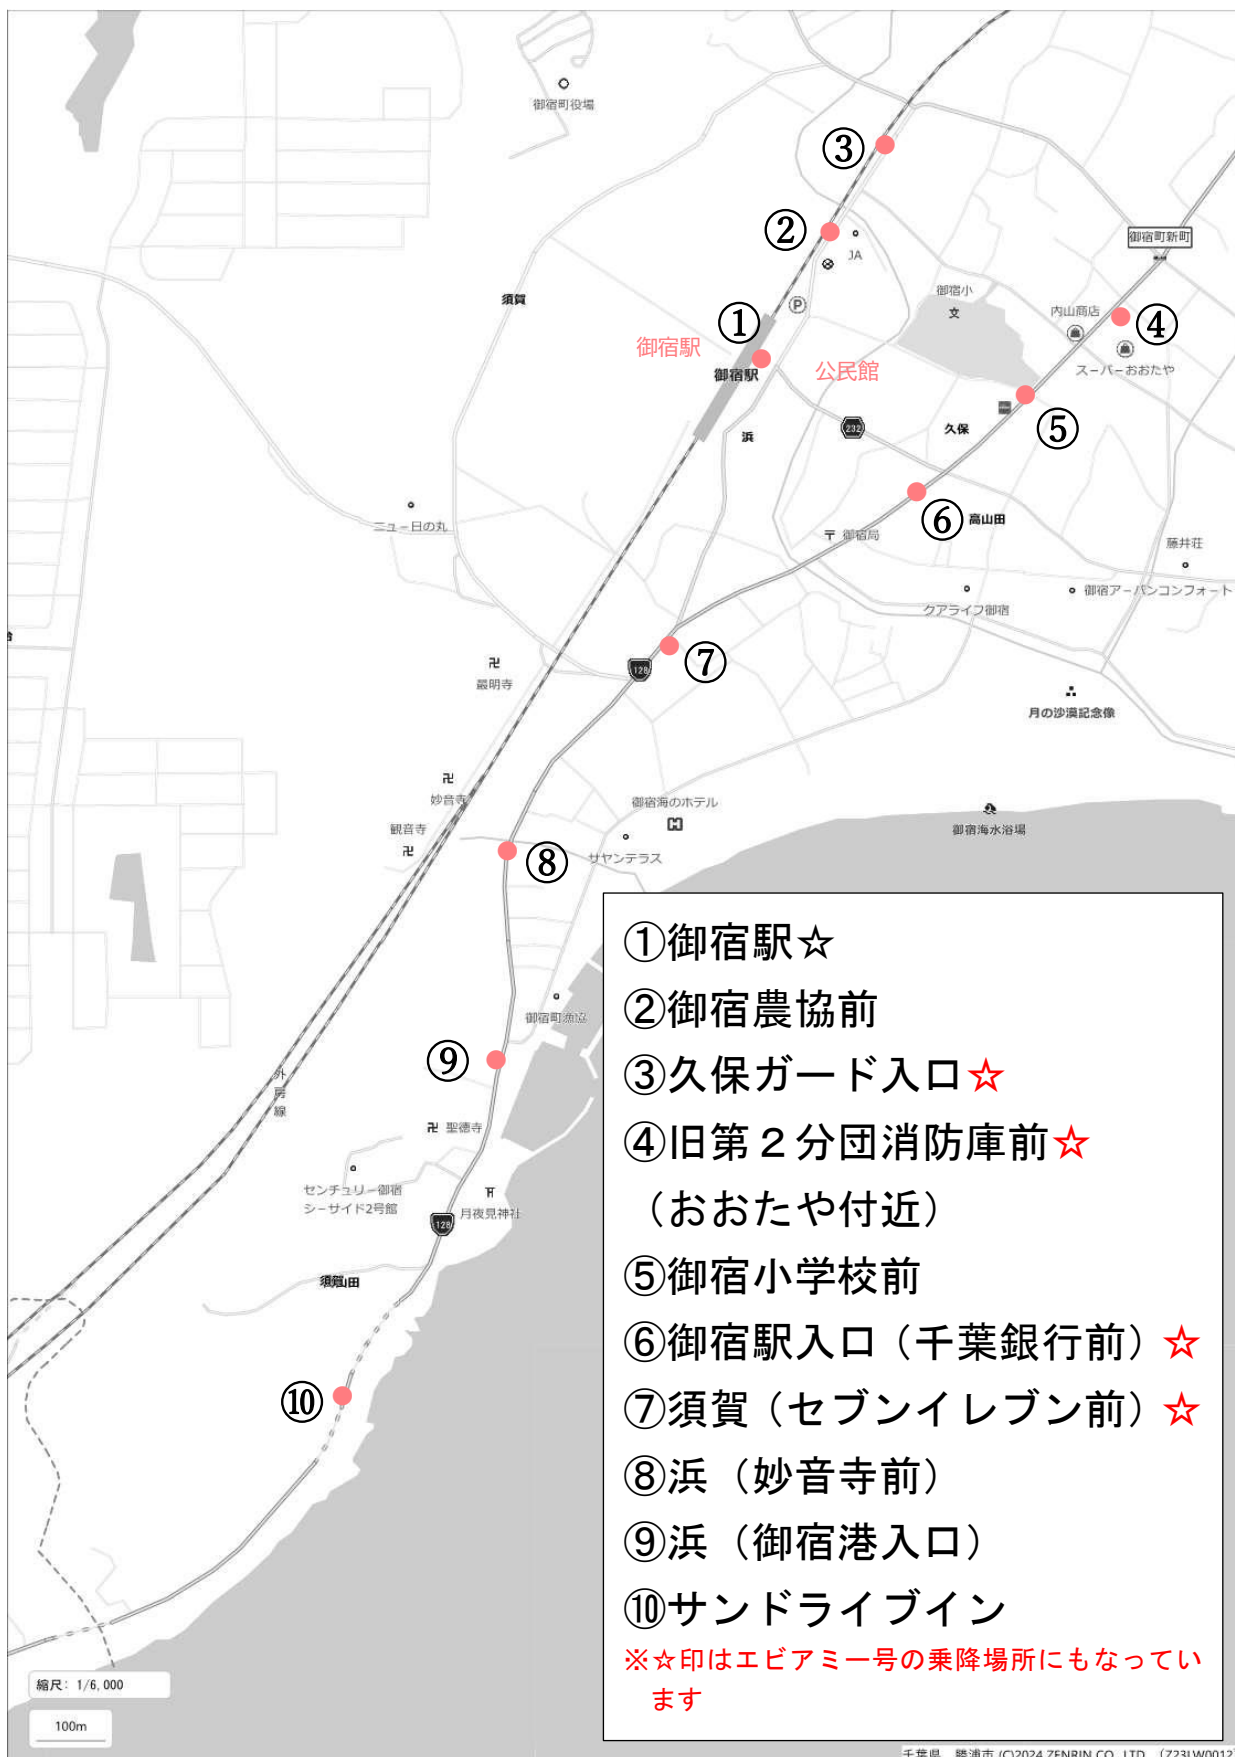 御宿町役場
③
②
JA
御宿町新町
御宿小
文
内山商店
④
スーパーおおたや
須賀
P
①
御宿駅
御宿駅
公民館
浜
232
久保
⑤
⑥
高山田
ニュー日の丸
〒 御宿局
藤井荘
御宿アーバンコンフォート
クアライフ御宿
⑦
128
最明寺
月の沙漠記念像
妙音寺
御宿海のホテル
H
観音寺
⑧
サヤンテラス
御宿海水浴場
御宿町漁協
⑨
外房線
聖徳寺
センチュリー御宿
シーサイド2号館
月夜見神社
128
⑩
①御宿駅☆
②御宿農協前
③久保ガード入口☆
④旧第２分団消防庫前☆
（おおたや付近）
⑤御宿小学校前
⑥御宿駅入口（千葉銀行前）☆
⑦須賀（セブンイレブン前）☆
⑧浜（妙音寺前）
⑨浜（御宿港入口）
⑩サンドライブイン
※☆印はエビアミー号の乗降場所にもなってい
ます
縮尺: 1/6,000
100m
千葉県 勝浦市 (C)2024 ZENRIN CO., LTD. (Z23LW0012